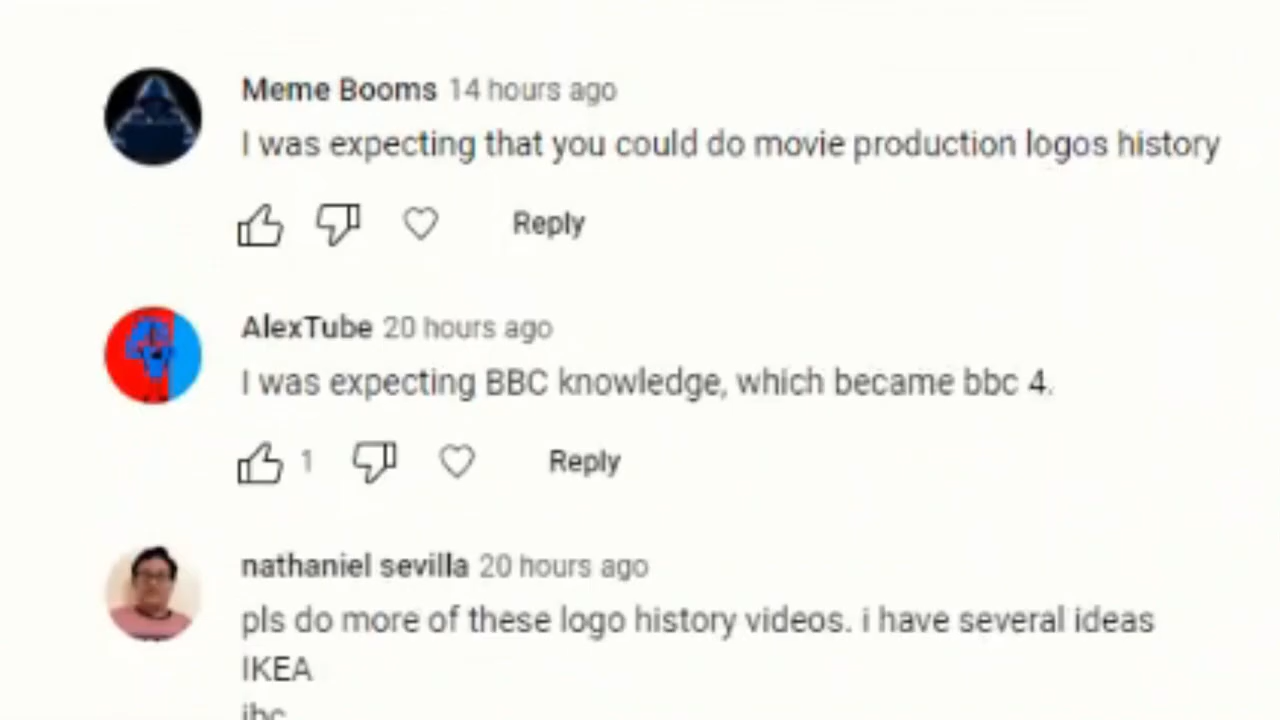 Meme Booms 14 hours ago
I was expecting that you could do movie production logos history
Reply
AlexTube 20 hours ago
I was expecting BBC knowledge, which became bbc 4.
1 Reply
nathaniel sevilla 20 hours ago
pls do more of these logo history videos. i have several ideas
IKEA